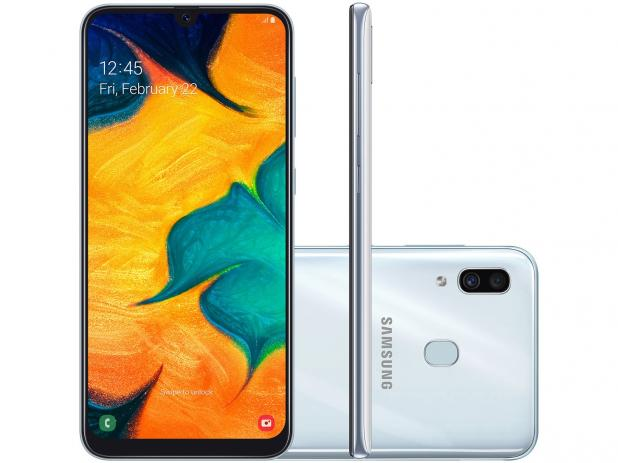 12:45
Fri, February 22
Swipe to unlock
SAMSUNG